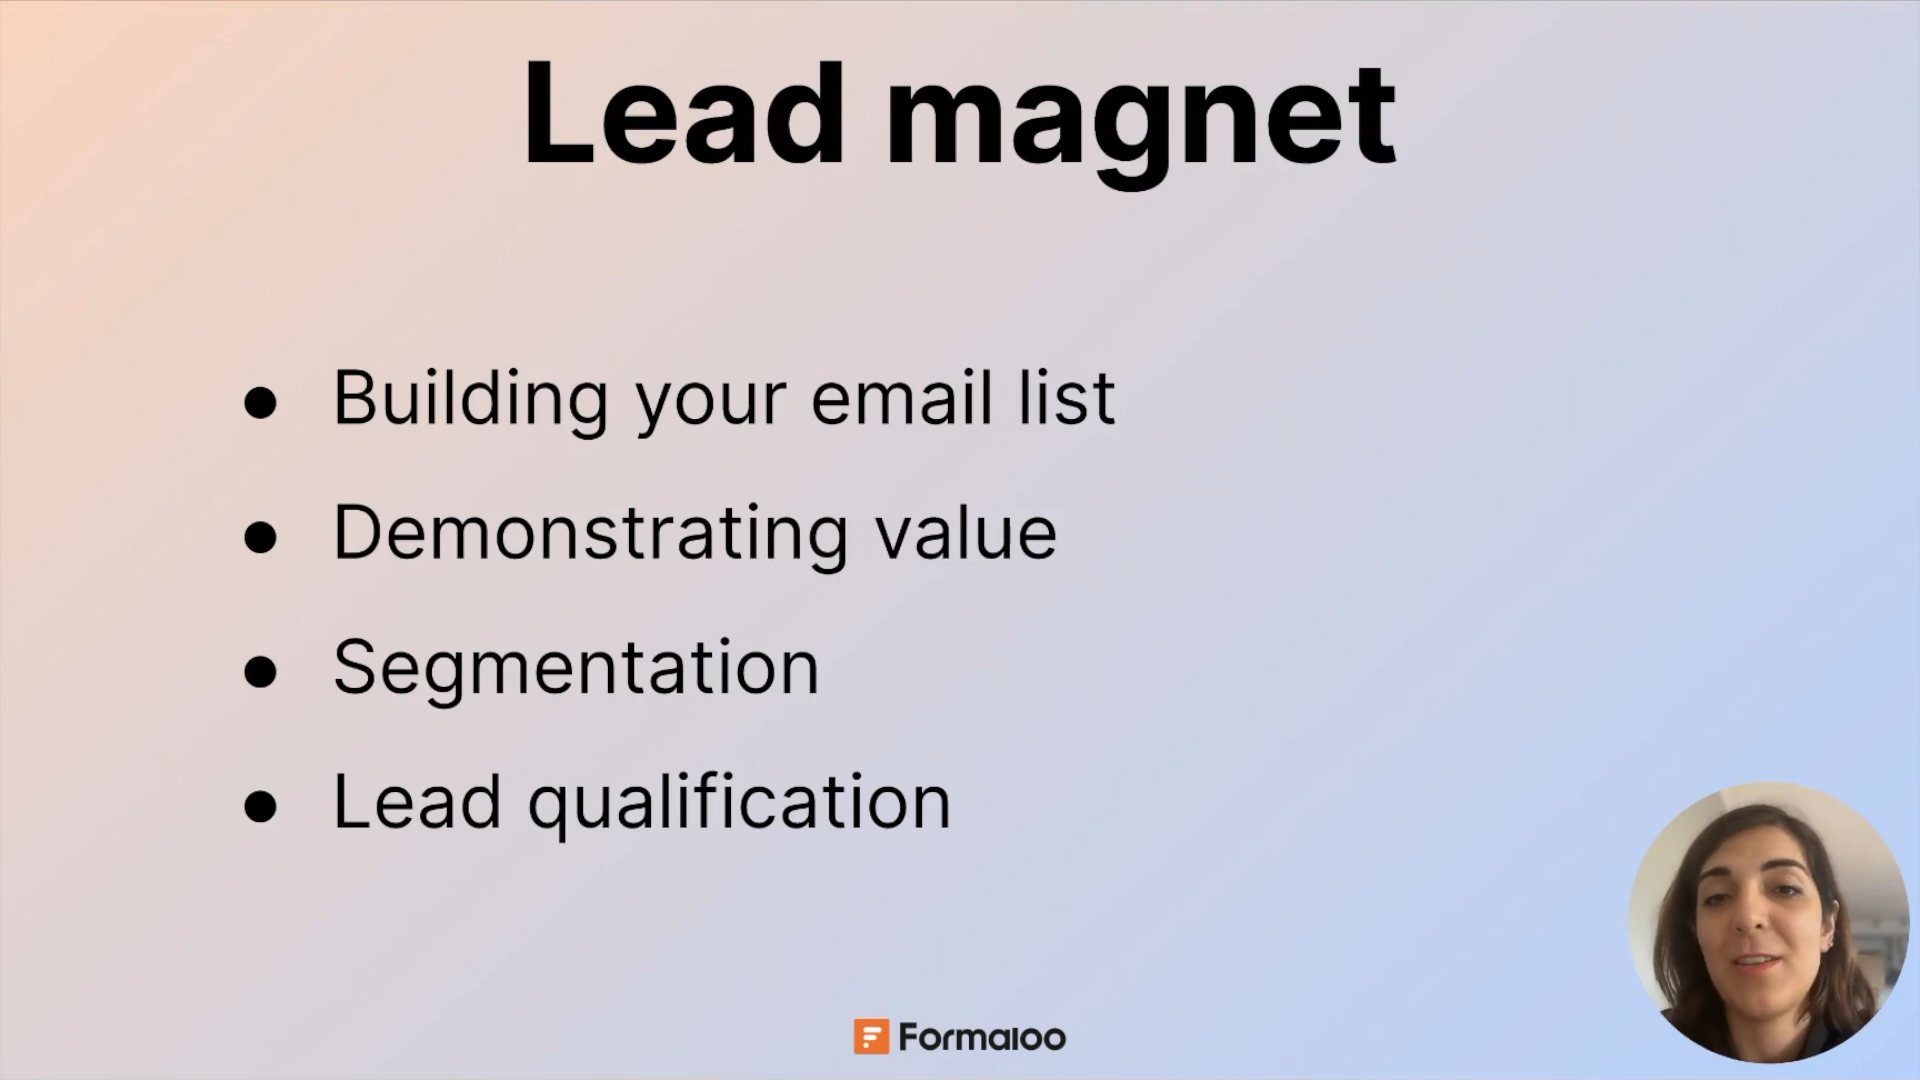 Lead magnet
● Building your email list
● Demonstrating value
● Segmentation
● Lead qualification
Formaloo